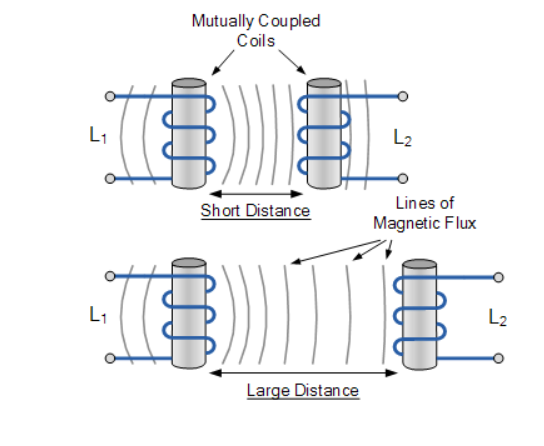 Mutually Coupled
Coils
L1
L2
Short Distance
Lines of
Magnetic Flux
L1
L2
Large Distance